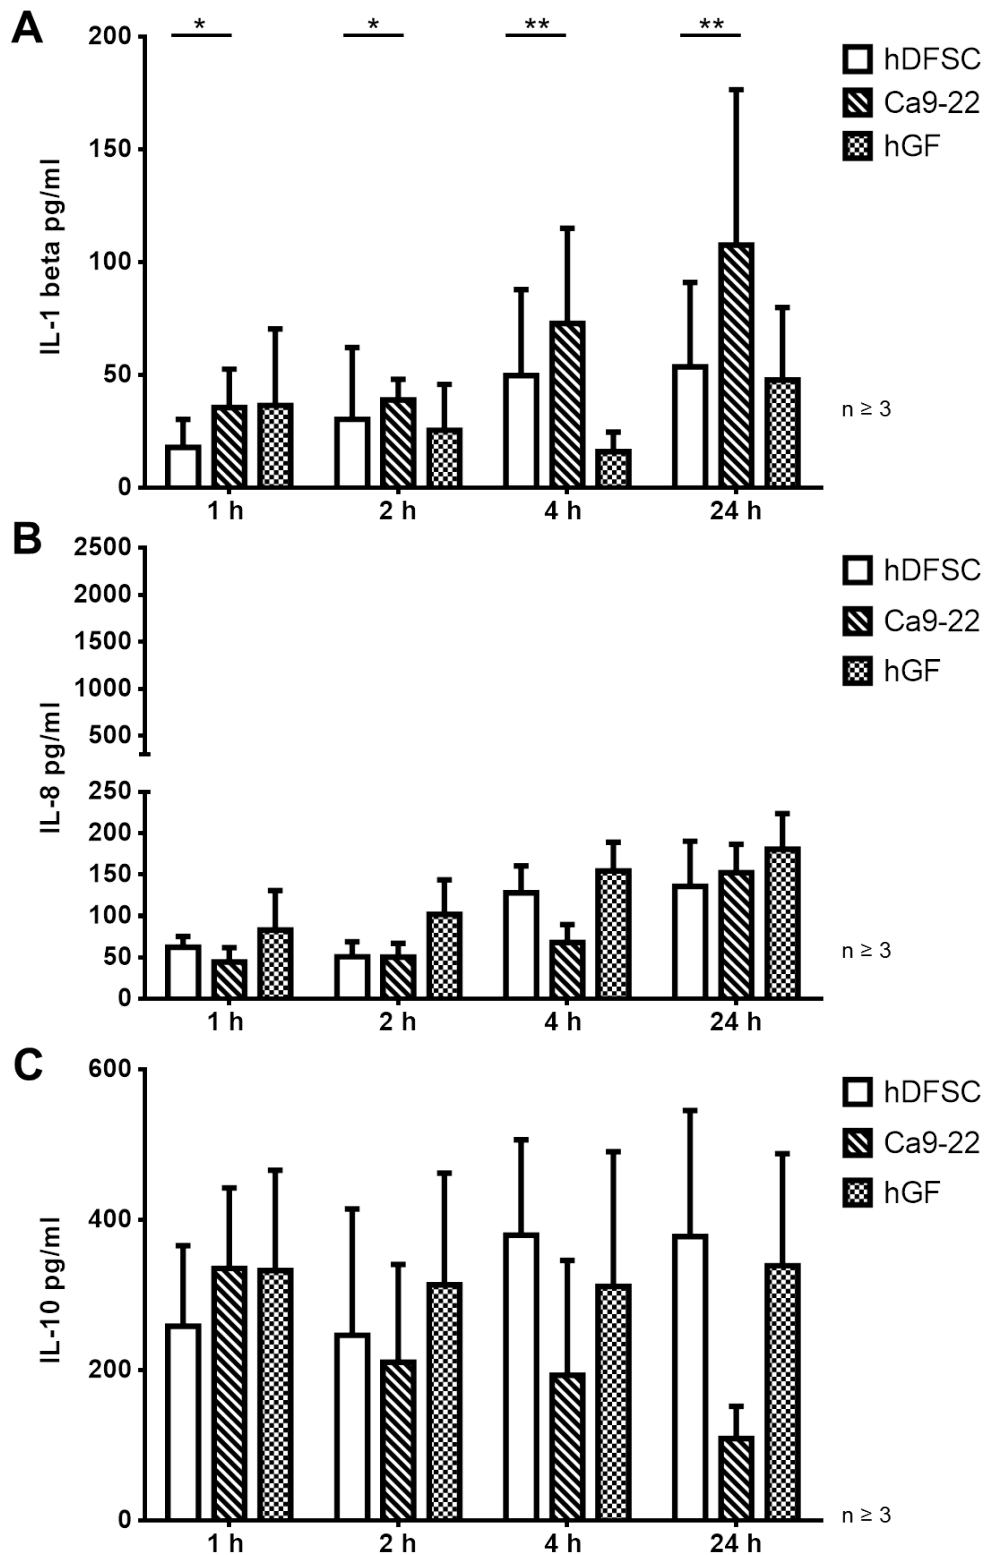 A
* * ** **
200
150
100
50
0
IL-1 beta pg/ml
1 h 2 h 4 h 24 h
hDFSC
Ca9-22
hGF
n ≥ 3
B
2500
2000
1500
1000
500
250
200
150
100
50
0
IL-8 pg/ml
1 h 2 h 4 h 24 h
hDFSC
Ca9-22
hGF
n ≥ 3
C
600
400
200
0
IL-10 pg/ml
1 h 2 h 4 h 24 h
hDFSC
Ca9-22
hGF
n ≥ 3